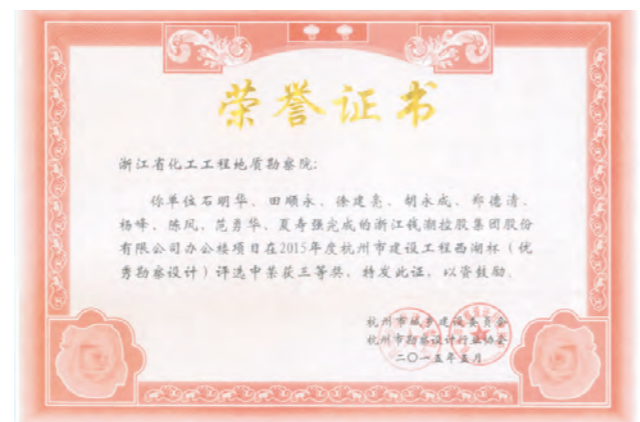 荣誉证书
浙江省化工工程地质勘察院:
你单位石明华、田顺永、徐建亮、胡永成、郑德清、
杨峰、陈凤、范勇华、夏寿强完成的浙江钱潮控股集团股份
有限公司办公楼项目在2015年度杭州市建设工程西湖杯(优
秀勘察设计)评选中荣获三等奖,特发此证,以资鼓励。
杭州市城乡建设委员会
杭州市勘察设计行业协会
二〇一五年五月